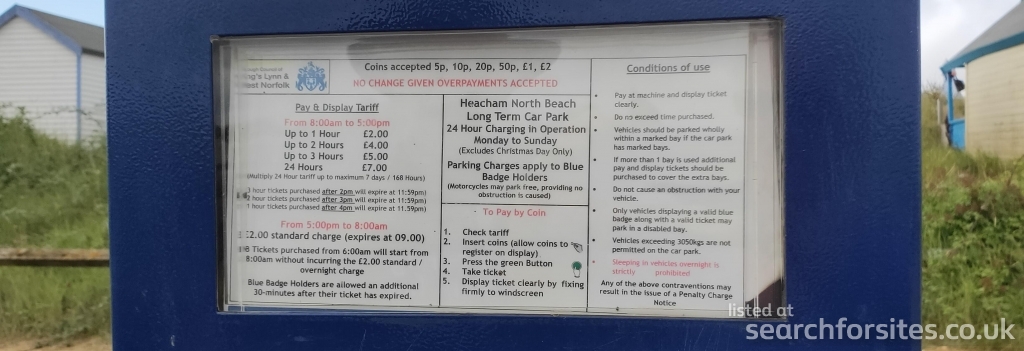 Coins accepted 5p, 10p, 20p, 50p, £1, £2
NO CHANGE GIVEN OVERPAYMENTS ACCEPTED
King's Lynn &
West Norfolk
Pay & Display Tariff
From 8:00am to 5:00pm
Up to 1 Hour £2.00
Up to 2 Hours £4.00
Up to 3 Hours £5.00
24 Hours £7.00
(Multiply 24 Hour tariff up to maximum 7 days / 168 Hours)
3 hour tickets purchased after 2pm will expire at 11:59pm)
2 hour tickets purchased after 3pm will expire at 11:59pm)
1 hour tickets purchased after 4pm will expire at 11.59pm)
From 5:00pm to 8:00am
£2.00 standard charge (expires at 09.00)
Tickets purchased from 6:00am will start from
8:00am without incurring the £2.00 standard /
overnight charge
Blue Badge Holders are allowed an additional
30-minutes after their ticket has expired.
Heacham North Beach
Long Term Car Park
24 Hour Charging in Operation
Monday to Sunday
(Excludes Christmas Day Only)
Parking Charges apply to Blue
Badge Holders
(Motorcycles may park free, providing no
obstruction is caused)
To Pay by Coin
1. Check tariff
2. Insert coins (allow coins to
register on display)
3. Press the green Button
4. Take ticket
5. Display ticket clearly by fixing
firmly to windscreen
Conditions of use
• Pay at machine and display ticket
clearly.
• Do no exceed time purchased.
• Vehicles should be parked wholly
within a marked bay if the car park
has marked bays.
• If more than 1 bay is used additional
pay and display tickets should be
purchased to cover the extra bays.
• Do not cause an obstruction with your
vehicle.
• Only vehicles displaying a valid blue
badge along with a valid ticket may
park in a disabled bay.
• Vehicles exceeding 3050kgs are not
permitted on the car park.
• Sleeping in vehicles overnight is
strictly prohibited
Any of the above contraventions may
result in the issue of a Penalty Charge
Notice
listed at
searchforsites.co.uk